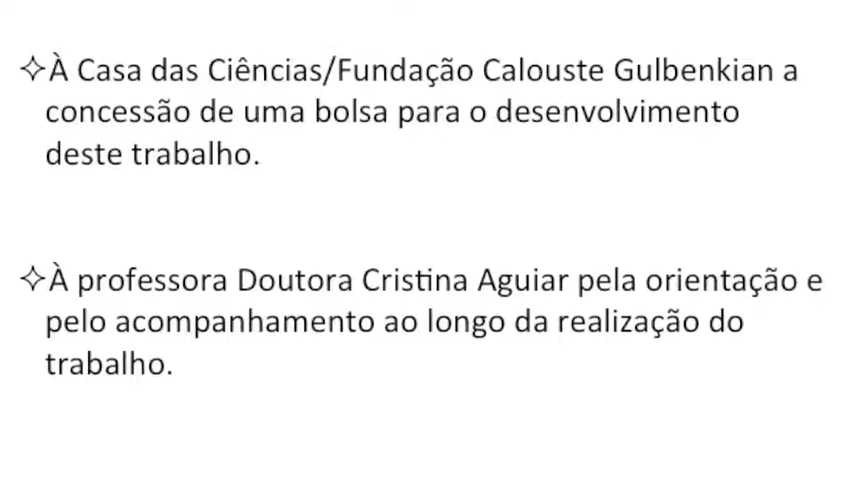 ✧À Casa das Ciências/Fundação Calouste Gulbenkian a
concessão de uma bolsa para o desenvolvimento
deste trabalho.
✧À professora Doutora Cristina Aguiar pela orientação e
pelo acompanhamento ao longo da realização do
trabalho.